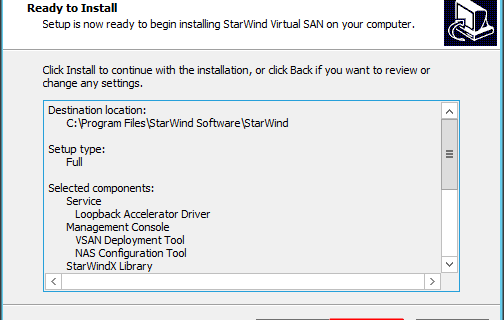 Ready to Install
Setup is now ready to begin installing StarWind Virtual SAN on your computer.
Click Install to continue with the installation, or click Back if you want to review or
change any settings.
Destination location:
C:\Program Files\StarWind Software\StarWind
Setup type:
Full
Selected components:
Service
Loopback Accelerator Driver
Management Console
VSAN Deployment Tool
NAS Configuration Tool
StarWindX Library